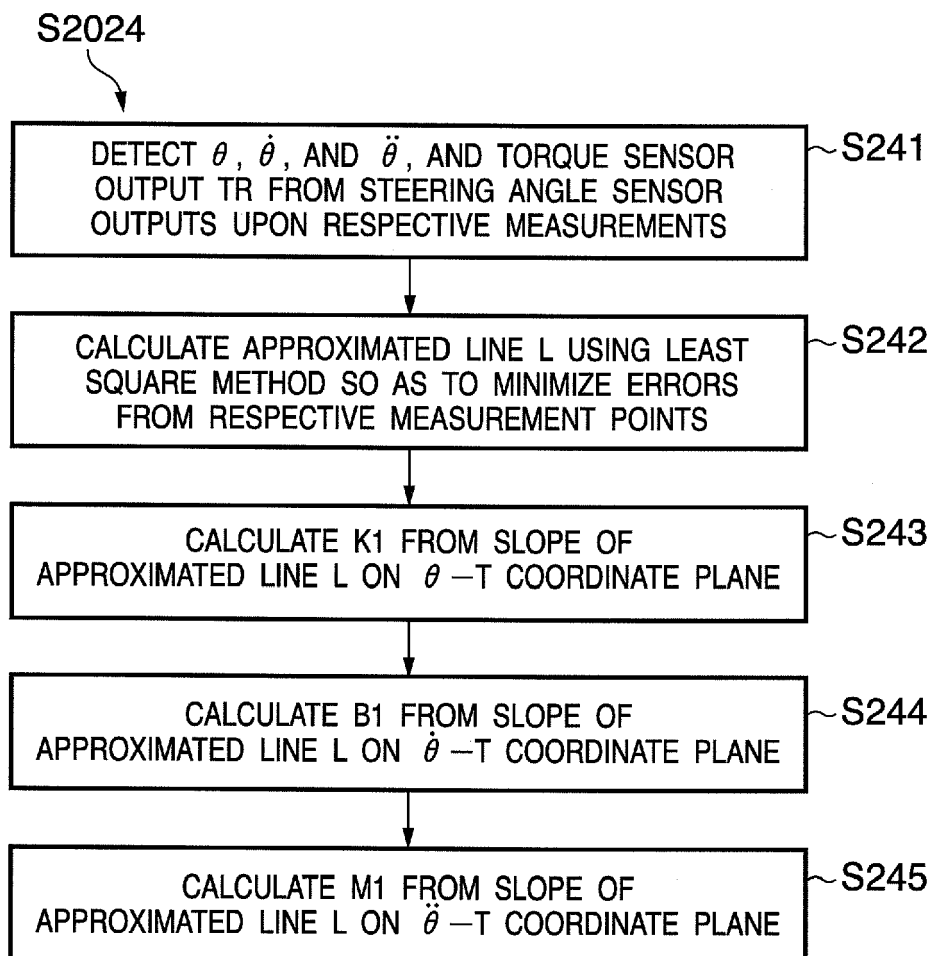 S2024
DETECT θ, θ̇, AND θ̈, AND TORQUE SENSOR
OUTPUT TR FROM STEERING ANGLE SENSOR
OUTPUTS UPON RESPECTIVE MEASUREMENTS
S241
CALCULATE APPROXIMATED LINE L USING LEAST
SQUARE METHOD SO AS TO MINIMIZE ERRORS
FROM RESPECTIVE MEASUREMENT POINTS
S242
CALCULATE K1 FROM SLOPE OF
APPROXIMATED LINE L ON θ –T COORDINATE PLANE
S243
CALCULATE B1 FROM SLOPE OF
APPROXIMATED LINE L ON θ̇ –T COORDINATE PLANE
S244
CALCULATE M1 FROM SLOPE OF
APPROXIMATED LINE L ON θ̈ –T COORDINATE PLANE
S245